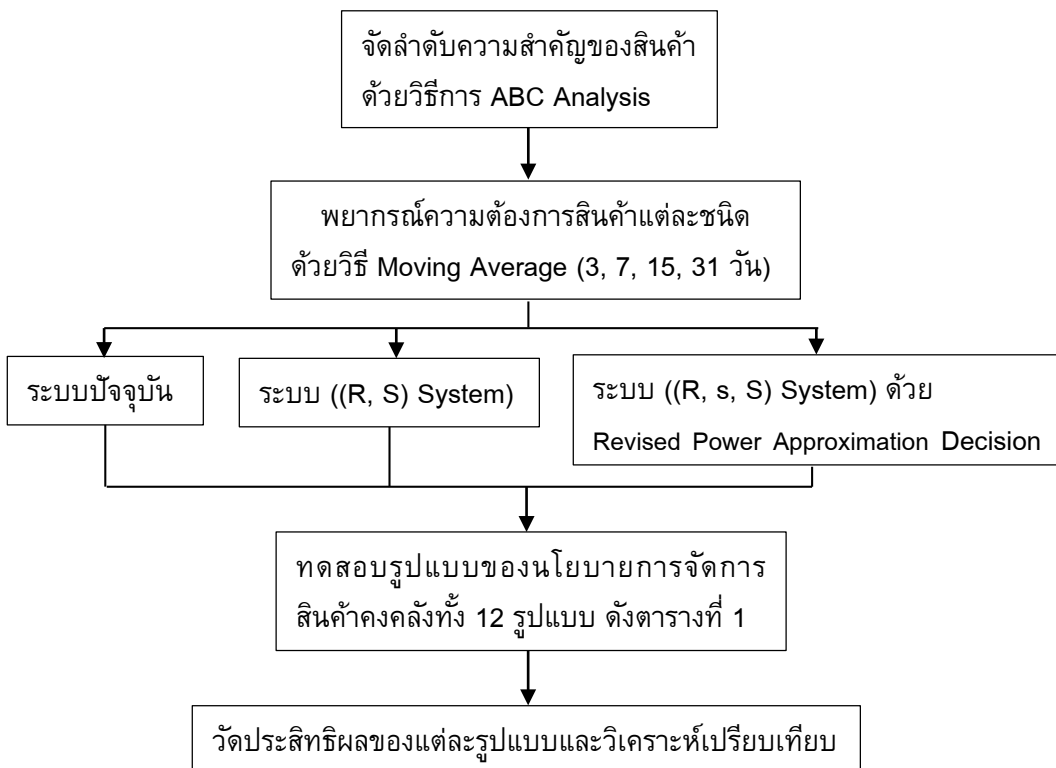 จัดลำดับความสำคัญของสินค้า
ด้วยวิธีการ ABC Analysis
พยากรณ์ความต้องการสินค้าแต่ละชนิด
ด้วยวิธี Moving Average (3, 7, 15, 31 วัน)
ระบบปัจจุบัน
ระบบ ((R, S) System)
ระบบ ((R, s, S) System) ด้วย
Revised Power Approximation Decision
ทดสอบรูปแบบของนโยบายการจัดการ
สินค้าคงคลังทั้ง 12 รูปแบบ ดังตารางที่ 1
วัดประสิทธิผลของแต่ละรูปแบบและวิเคราะห์เปรียบเทียบ